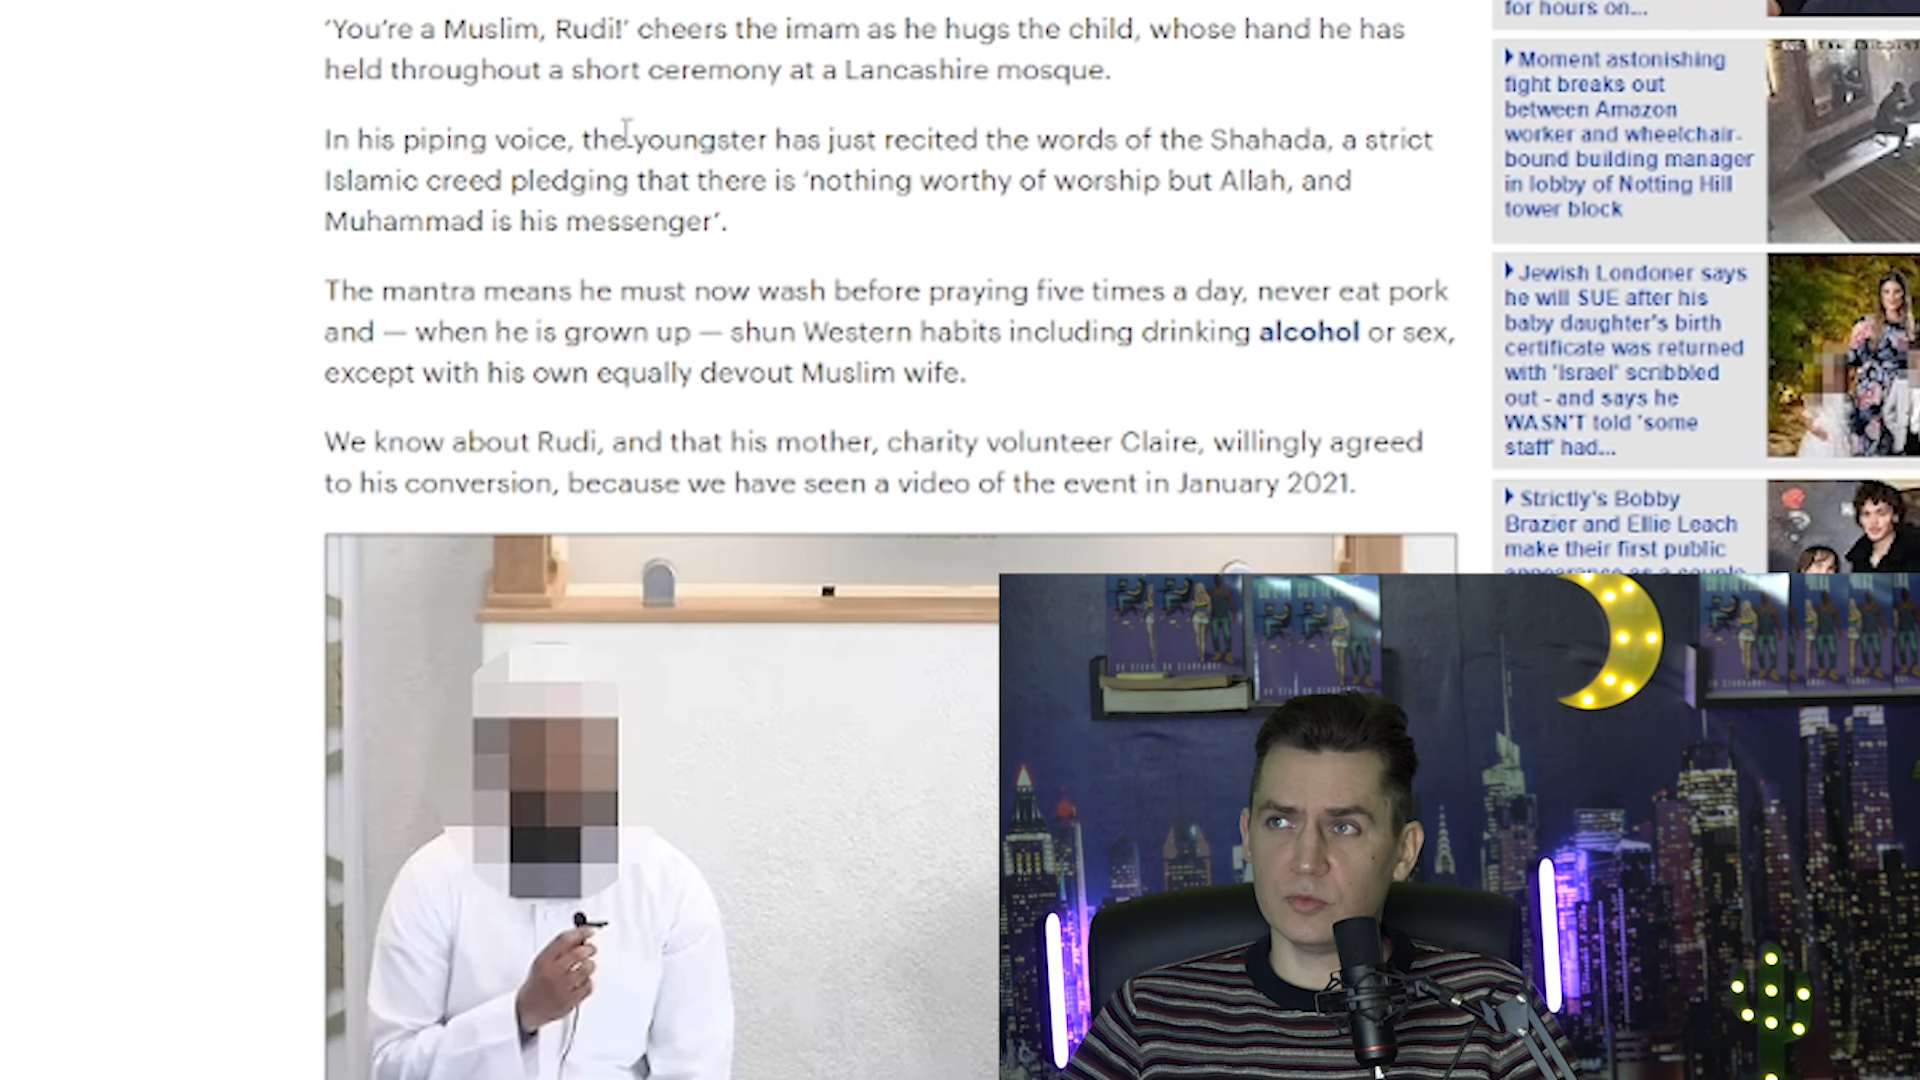 'You're a Muslim, Rudi!' cheers the imam as he hugs the child, whose hand he has
held throughout a short ceremony at a Lancashire mosque.
In his piping voice, the youngster has just recited the words of the Shahada, a strict
Islamic creed pledging that there is 'nothing worthy of worship but Allah, and
Muhammad is his messenger'.
The mantra means he must now wash before praying five times a day, never eat pork
and — when he is grown up — shun Western habits including drinking alcohol or sex,
except with his own equally devout Muslim wife.
We know about Rudi, and that his mother, charity volunteer Claire, willingly agreed
to his conversion, because we have seen a video of the event in January 2021.
for hours on...
Moment astonishing
fight breaks out
between Amazon
worker and wheelchair-
bound building manager
in lobby of Notting Hill
tower block
Jewish Londoner says
he will SUE after his
baby daughter's birth
certificate was returned
with 'Israel' scribbled
out - and says he
WASN'T told 'some
staff' had...
Strictly's Bobby
Brazier and Ellie Leach
make their first public
appearance as a couple